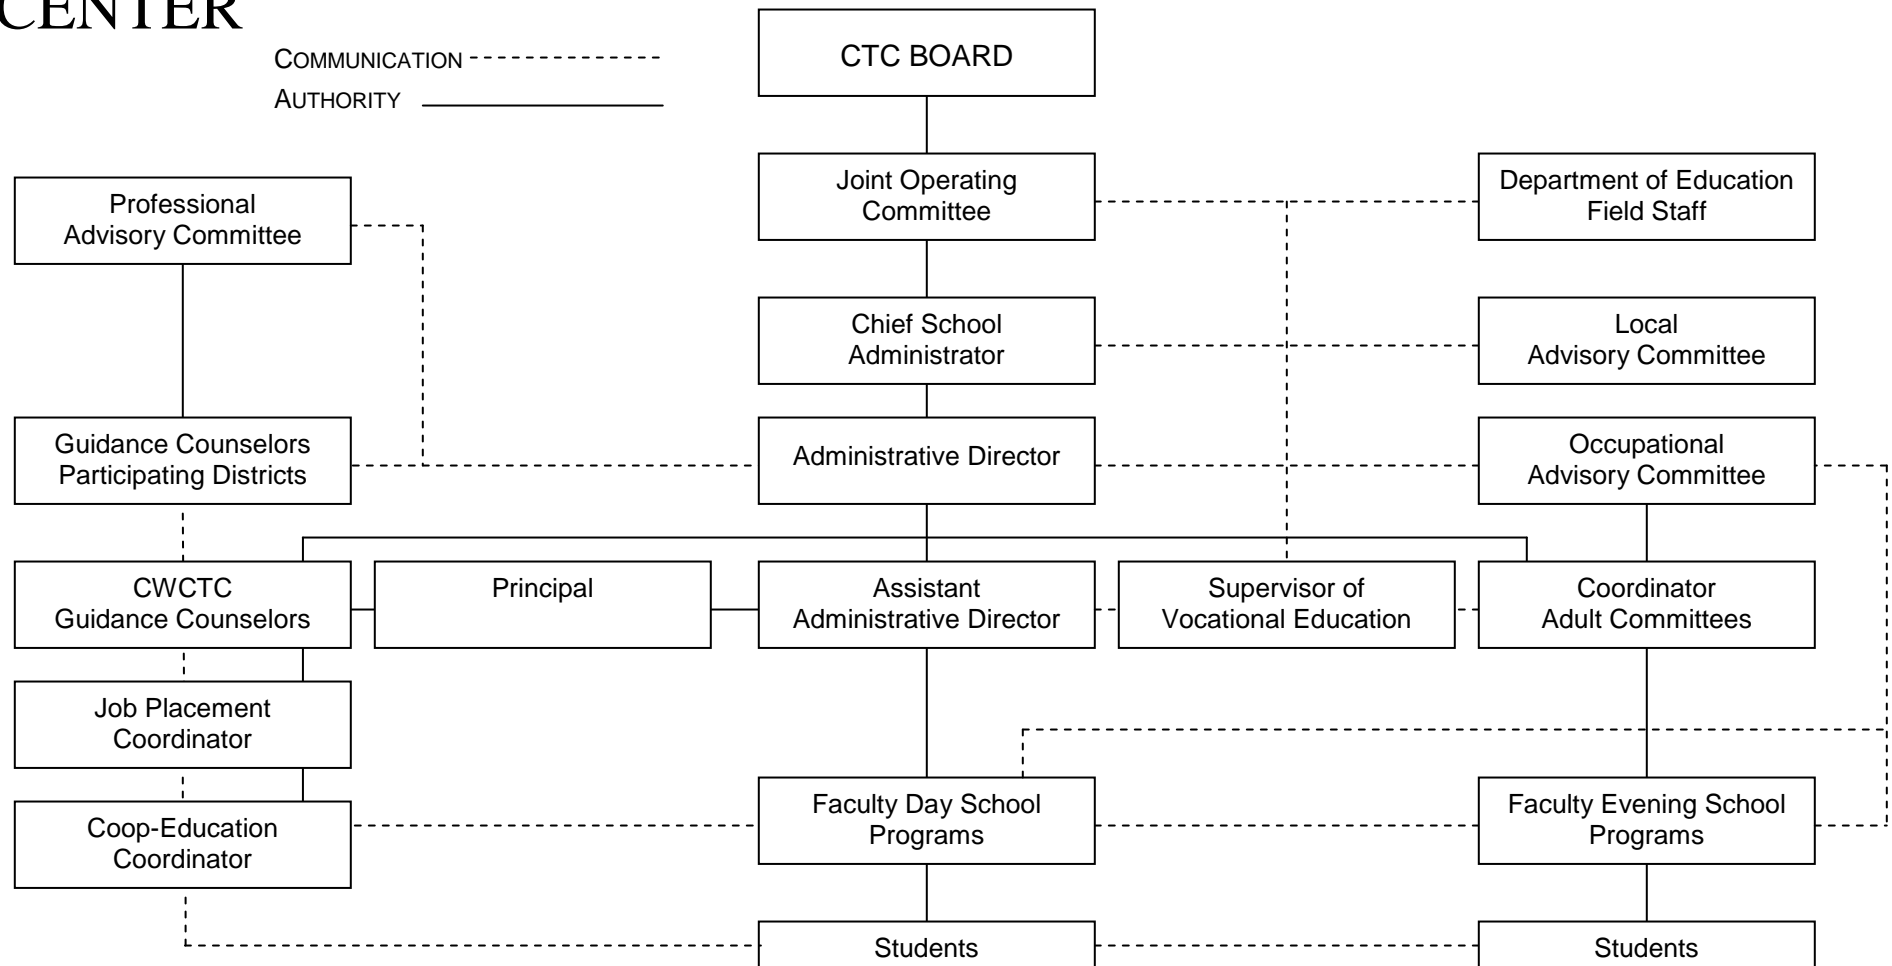 CENTER
COMMUNICATION
AUTHORITY
CTC BOARD
Joint Operating
Committee
Department of Education
Field Staff
Professional
Advisory Committee
Chief School
Administrator
Local
Advisory Committee
Guidance Counselors
Participating Districts
Administrative Director
Occupational
Advisory Committee
CWCTC
Guidance Counselors
Principal
Assistant
Administrative Director
Supervisor of
Vocational Education
Coordinator
Adult Committees
Job Placement
Coordinator
Coop-Education
Coordinator
Faculty Day School
Programs
Faculty Evening School
Programs
Students
Students